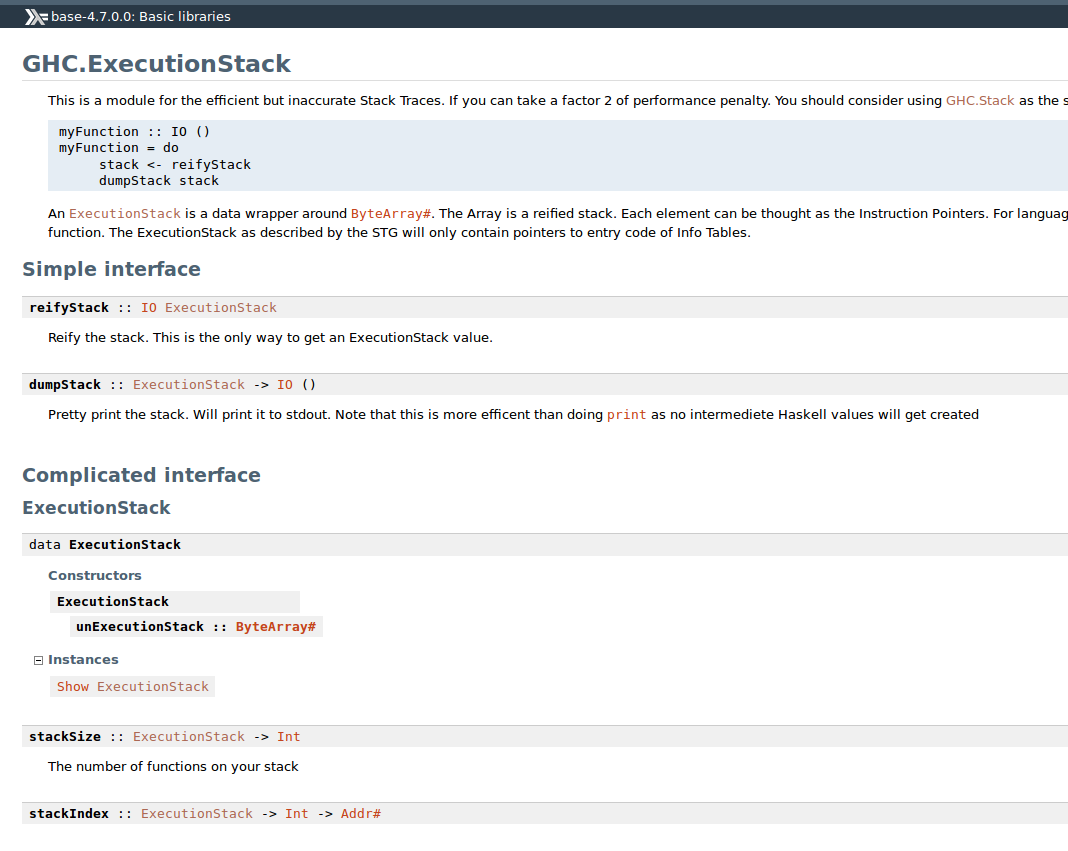 base-4.7.0.0: Basic libraries
GHC.ExecutionStack
This is a module for the efficient but inaccurate Stack Traces. If you can take a factor 2 of performance penalty. You should consider using GHC.Stack as the s
myFunction :: IO ()
myFunction = do
     stack <- reifyStack
     dumpStack stack
An ExecutionStack is a data wrapper around ByteArray#. The Array is a reified stack. Each element can be thought as the Instruction Pointers. For languag
function. The ExecutionStack as described by the STG will only contain pointers to entry code of Info Tables.
Simple interface
reifyStack :: IO ExecutionStack
Reify the stack. This is the only way to get an ExecutionStack value.
dumpStack :: ExecutionStack -> IO ()
Pretty print the stack. Will print it to stdout. Note that this is more efficent than doing print as no intermediete Haskell values will get created
Complicated interface
ExecutionStack
data ExecutionStack
Constructors
ExecutionStack
unExecutionStack :: ByteArray#
Instances
Show ExecutionStack
stackSize :: ExecutionStack -> Int
The number of functions on your stack
stackIndex :: ExecutionStack -> Int -> Addr#